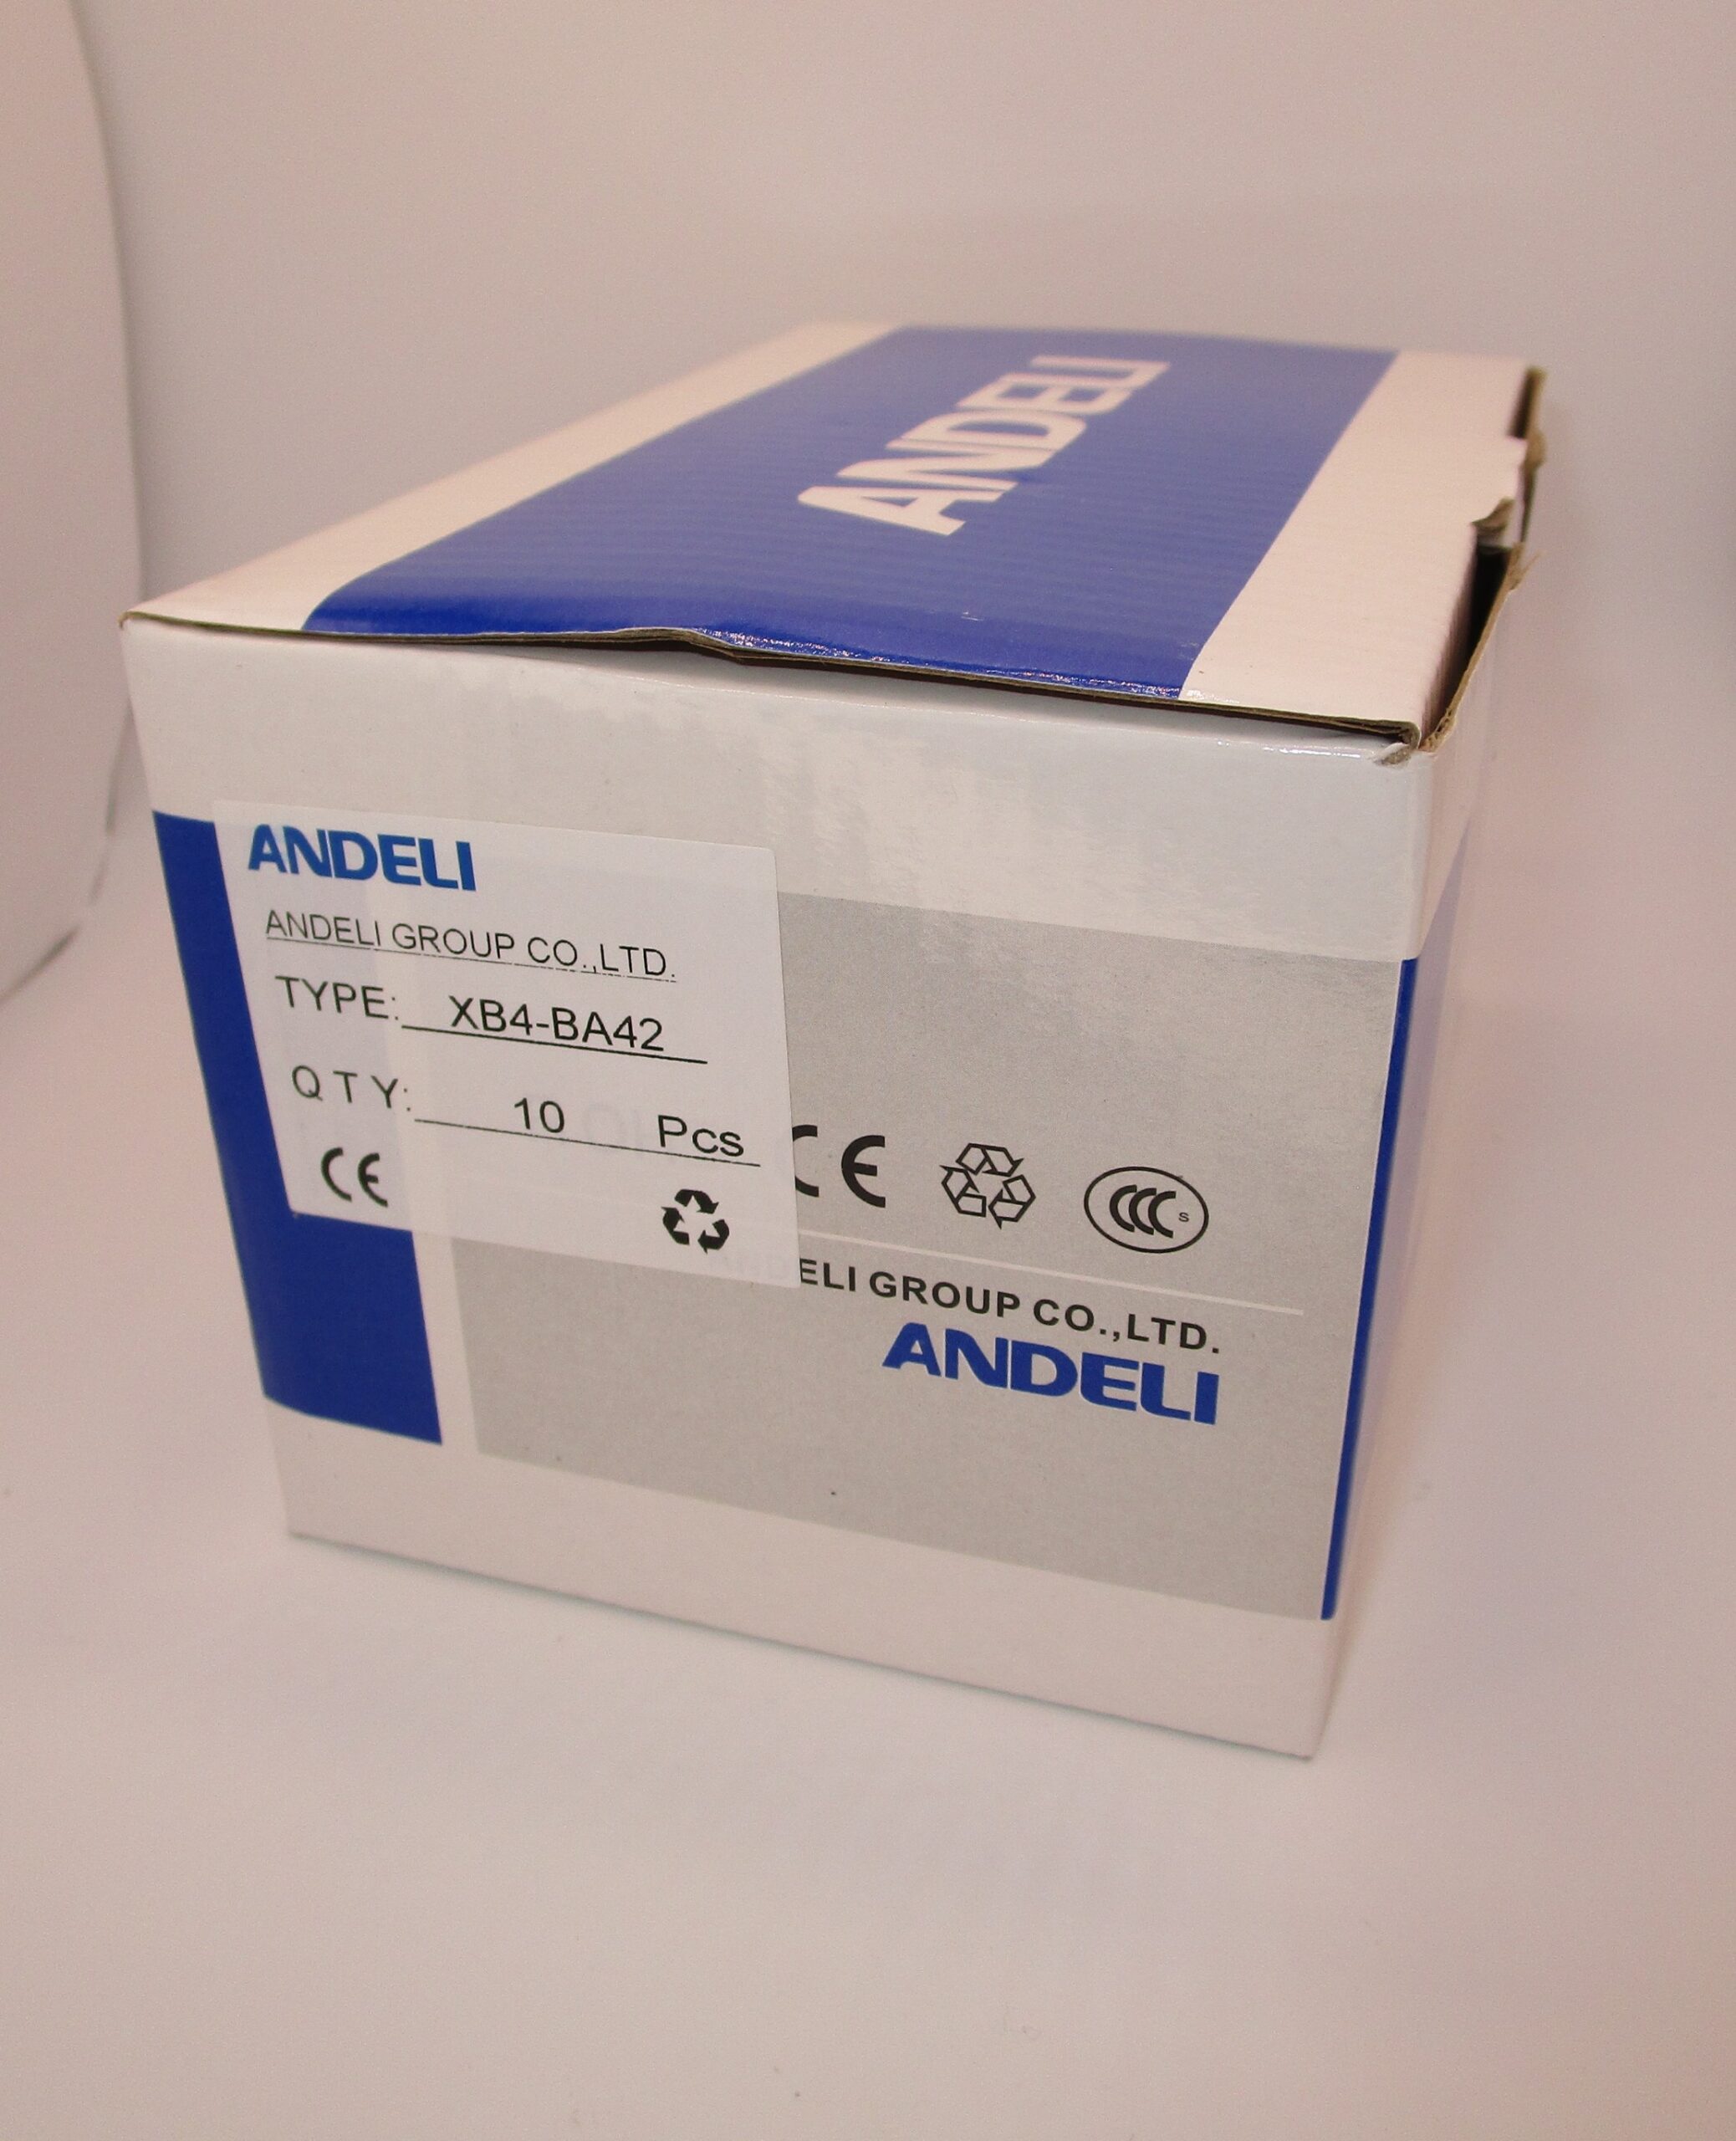 ANDELI
ANDELI
ANDELI GROUP CO.,LTD.
TYPE: XB4-BA42
QTY: 10 Pcs
CE
CE
CCC S
ELI GROUP CO.,LTD.
ANDELI